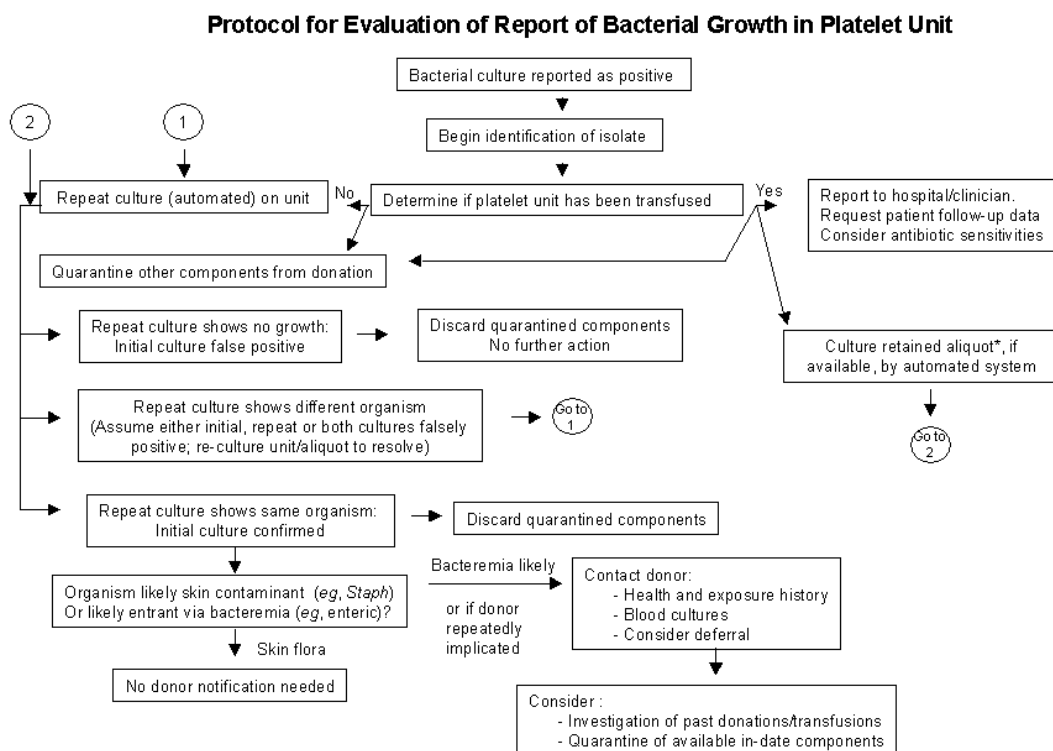 Protocol for Evaluation of Report of Bacterial Growth in Platelet Unit
Bacterial culture reported as positive
2
1
Begin identification of isolate
Repeat culture (automated) on unit
No
Determine if platelet unit has been transfused
Yes
Report to hospital/clinician.
Request patient follow-up data
Consider antibiotic sensitivities
Quarantine other components from donation
Repeat culture shows no growth:
Initial culture false positive
Discard quarantined components
No further action
Culture retained aliquot*, if
available, by automated system
Repeat culture shows different organism
(Assume either initial, repeat or both cultures falsely
positive; re-culture unit/aliquot to resolve)
Go to
1
Go to
2
Repeat culture shows same organism:
Initial culture confirmed
Discard quarantined components
Organism likely skin contaminant (eg, Staph)
Or likely entrant via bacteremia (eg, enteric)?
Bacteremia likely
or if donor
repeatedly
implicated
Contact donor:
- Health and exposure history
- Blood cultures
- Consider deferral
Skin flora
No donor notification needed
Consider :
- Investigation of past donations/transfusions
- Quarantine of available in-date components